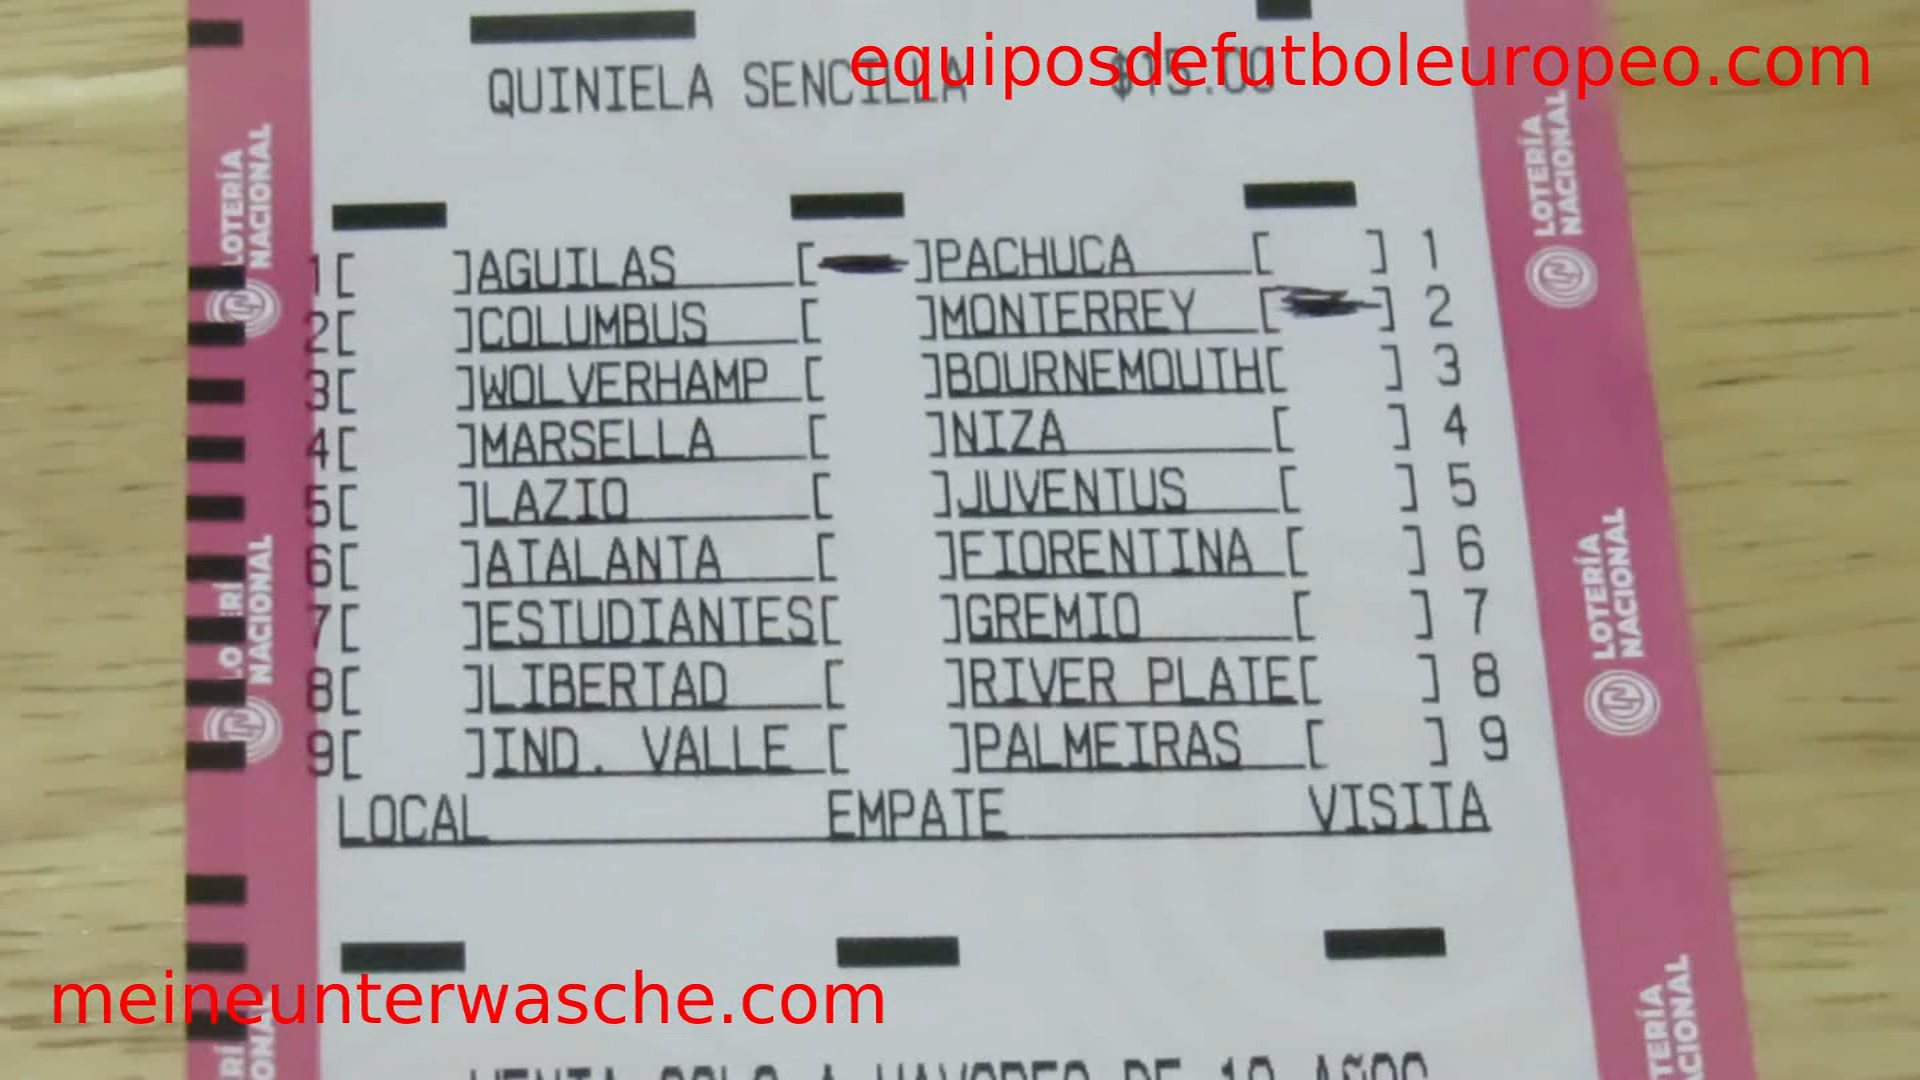 equiposdefutboleuropeo.com
QUINIELA SENCILLA $15.00
LOTERÍA NACIONAL
LOTERÍA NACIONAL
1[ ]AGUILAS [ ]PACHUCA [ ] 1
2[ ]COLUMBUS [ ]MONTERREY [ ] 2
3[ ]WOLVERHAMP [ ]BOURNEMOUTH[ ] 3
4[ ]MARSELLA [ ]NIZA [ ] 4
5[ ]LAZIO [ ]JUVENTUS [ ] 5
6[ ]ATALANTA [ ]FIORENTINA [ ] 6
7[ ]ESTUDIANTES[ ]GREMIO [ ] 7
8[ ]LIBERTAD [ ]RIVER PLATE[ ] 8
9[ ]IND. VALLE [ ]PALMEIRAS [ ] 9
LOCAL EMPATE VISITA
LOTERÍA NACIONAL
meineunterwasche.com